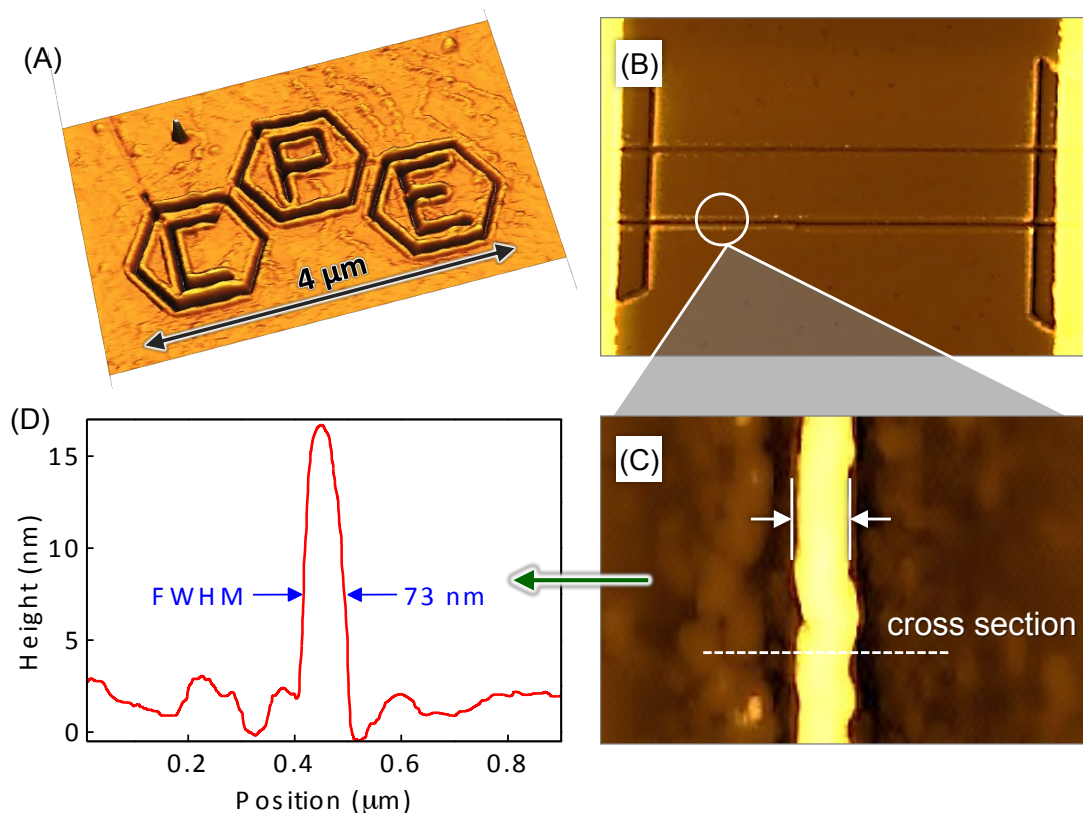 (A)
C P E
4 μm
(B)
(C)
cross section
(D)
Height (nm)
15
10
5
0
FWHM
73 nm
0.2 0.4 0.6 0.8
Position (μm)